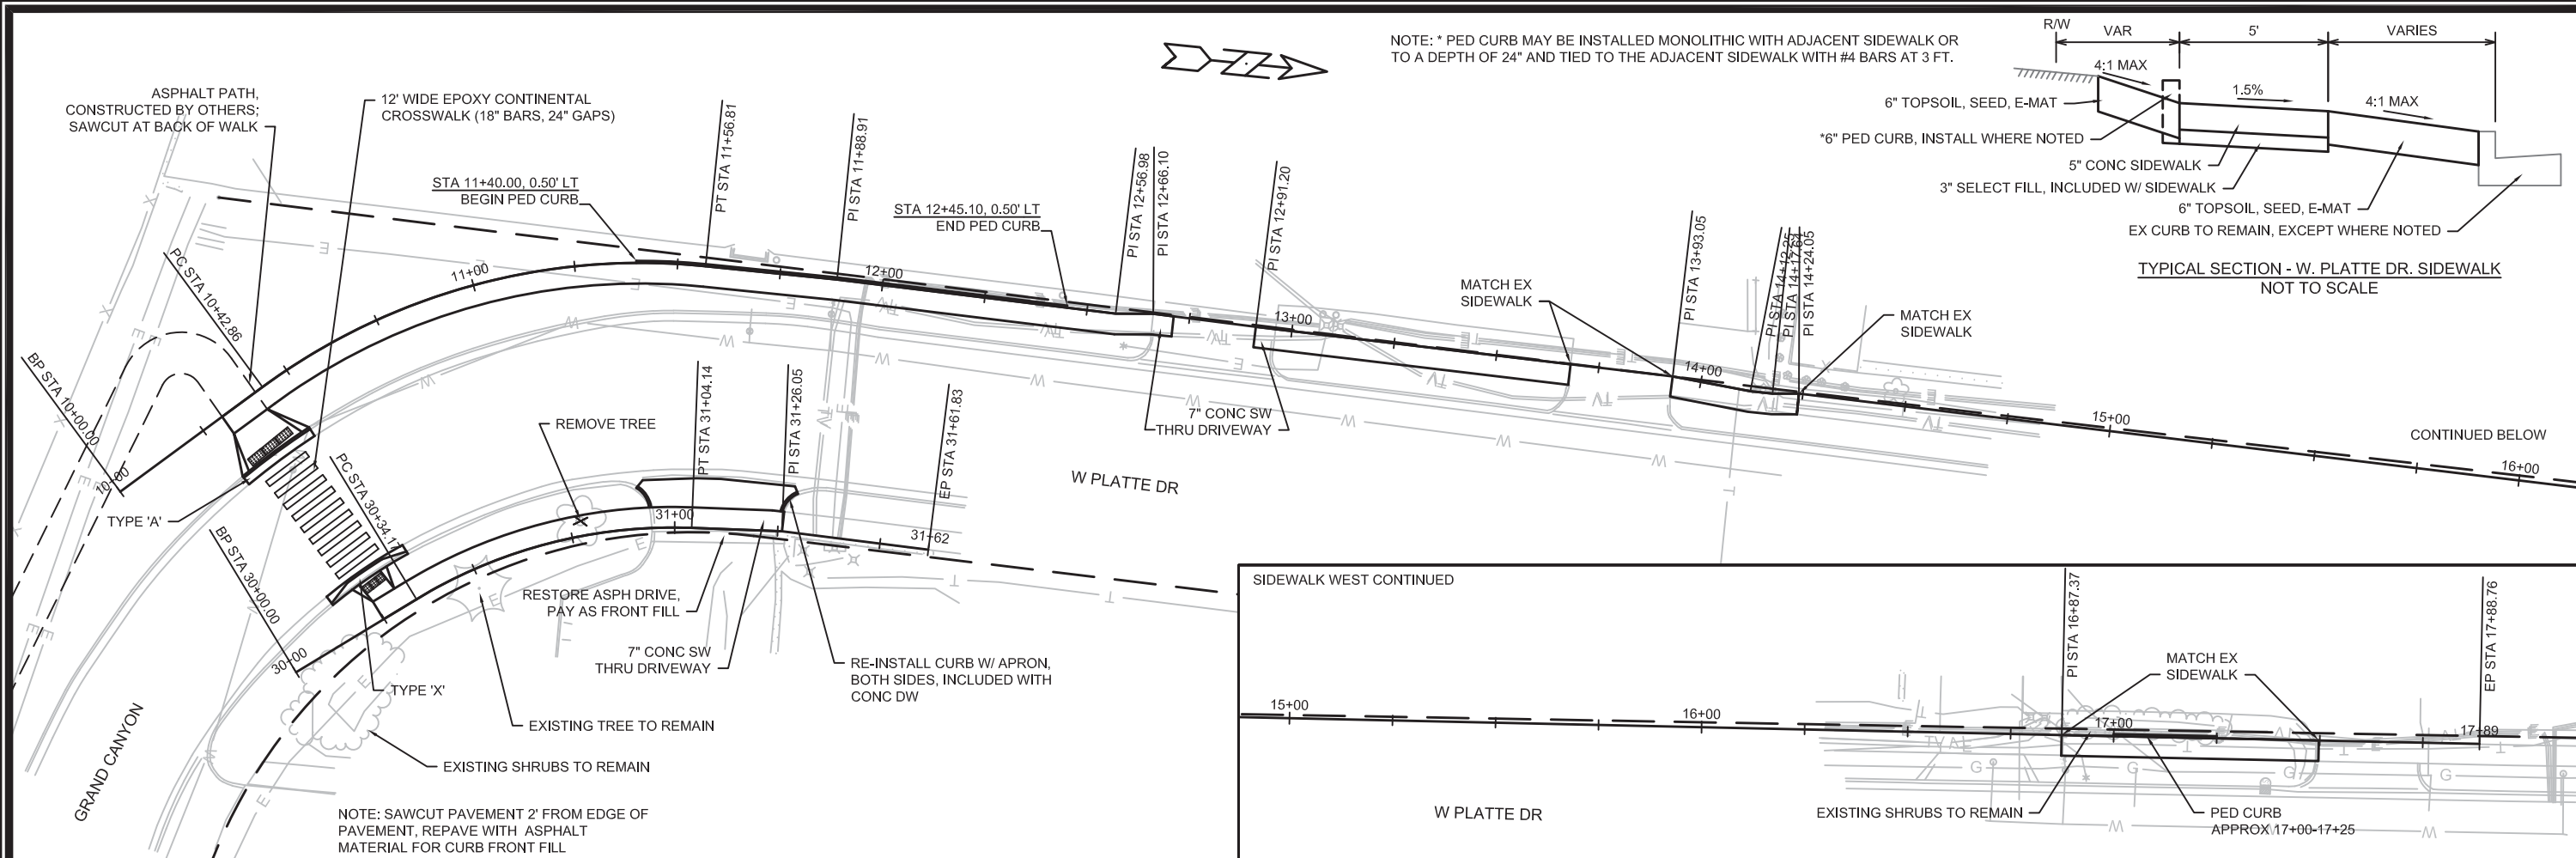 NOTE: * PED CURB MAY BE INSTALLED MONOLITHIC WITH ADJACENT SIDEWALK OR
TO A DEPTH OF 24" AND TIED TO THE ADJACENT SIDEWALK WITH #4 BARS AT 3 FT.
R/W
VAR
5'
VARIES
4:1 MAX
1.5%
4:1 MAX
6" TOPSOIL, SEED, E-MAT
*6" PED CURB, INSTALL WHERE NOTED
5" CONC SIDEWALK
3" SELECT FILL, INCLUDED W/ SIDEWALK
6" TOPSOIL, SEED, E-MAT
EX CURB TO REMAIN, EXCEPT WHERE NOTED
TYPICAL SECTION - W. PLATTE DR. SIDEWALK
NOT TO SCALE
ASPHALT PATH,
CONSTRUCTED BY OTHERS;
SAWCUT AT BACK OF WALK
12' WIDE EPOXY CONTINENTAL
CROSSWALK (18" BARS, 24" GAPS)
STA 11+40.00, 0.50' LT
BEGIN PED CURB
PT STA 11+56.81
PI STA 11+88.91
STA 12+45.10, 0.50' LT
END PED CURB
PI STA 12+56.98
PI STA 12+66.10
PI STA 12+91.20
MATCH EX
SIDEWALK
PI STA 13+93.05
PI STA 14+12.25
PI STA 14+17.64
PI STA 14+24.05
MATCH EX
SIDEWALK
PC STA 10+42.86
BP STA 10+00.00
10+00
11+00
12+00
13+00
14+00
15+00
16+00
CONTINUED BELOW
7" CONC SW
THRU DRIVEWAY
W PLATTE DR
TYPE 'A'
REMOVE TREE
PC STA 30+34.17
BP STA 30+00.00
30+00
31+00
PT STA 31+04.14
PI STA 31+26.05
EP STA 31+61.83
31+62
RESTORE ASPH DRIVE,
PAY AS FRONT FILL
7" CONC SW
THRU DRIVEWAY
RE-INSTALL CURB W/ APRON,
BOTH SIDES, INCLUDED WITH
CONC DW
TYPE 'X'
EXISTING TREE TO REMAIN
EXISTING SHRUBS TO REMAIN
GRAND CANYON
NOTE: SAWCUT PAVEMENT 2' FROM EDGE OF
PAVEMENT, REPAVE WITH ASPHALT
MATERIAL FOR CURB FRONT FILL
SIDEWALK WEST CONTINUED
15+00
16+00
PI STA 16+87.37
17+00
MATCH EX
SIDEWALK
EP STA 17+88.76
17+89
W PLATTE DR
EXISTING SHRUBS TO REMAIN
PED CURB
APPROX 17+00-17+25